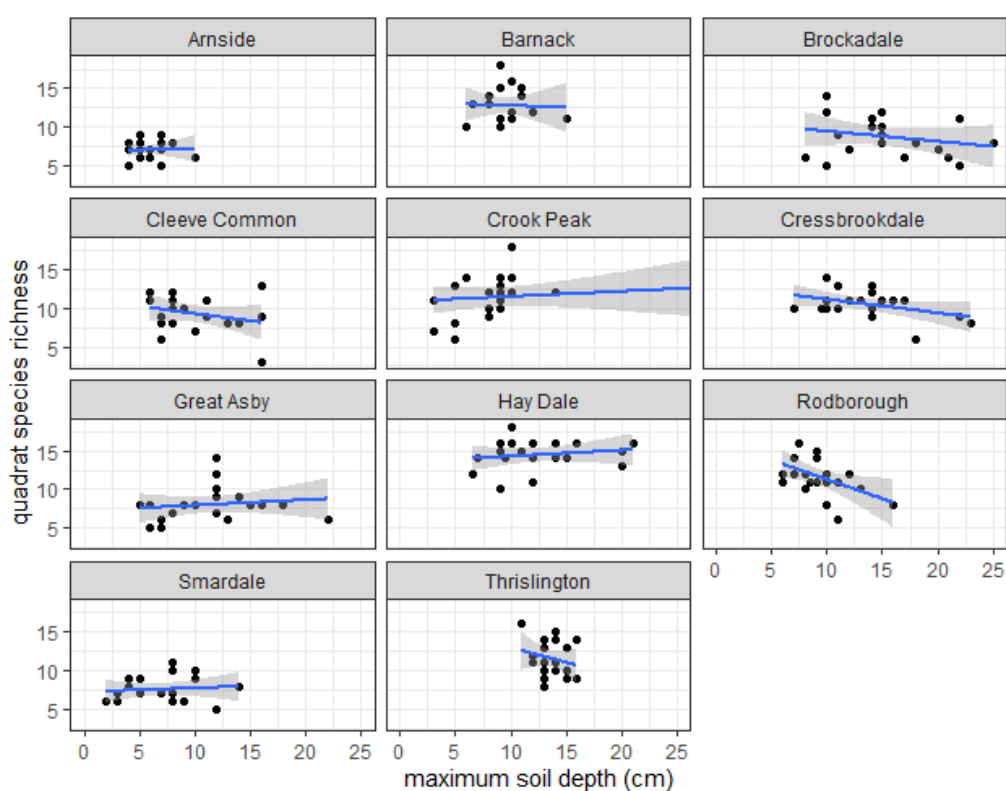 Arnside Barnack Brockadale
15
10
5
Cleeve Common Crook Peak Cressbrookdale
15
10
5
Great Asby Hay Dale Rodborough
15
10
5
0 5 10 15 20 25
Smardale Thrislington
15
10
5
0 5 10 15 20 25 0 5 10 15 20 25
quadrat species richness
maximum soil depth (cm)